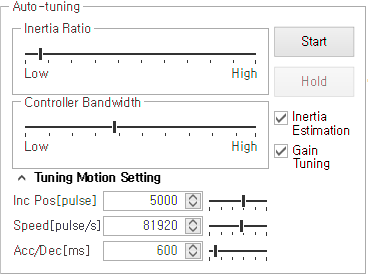 Auto-tuning
Inertia Ratio
Low High
Start
Hold
Controller Bandwidth
Low High
Inertia
Estimation
Gain
Tuning
Tuning Motion Setting
Inc Pos[pulse] 5000
Speed[pulse/s] 81920
Acc/Dec[ms] 600